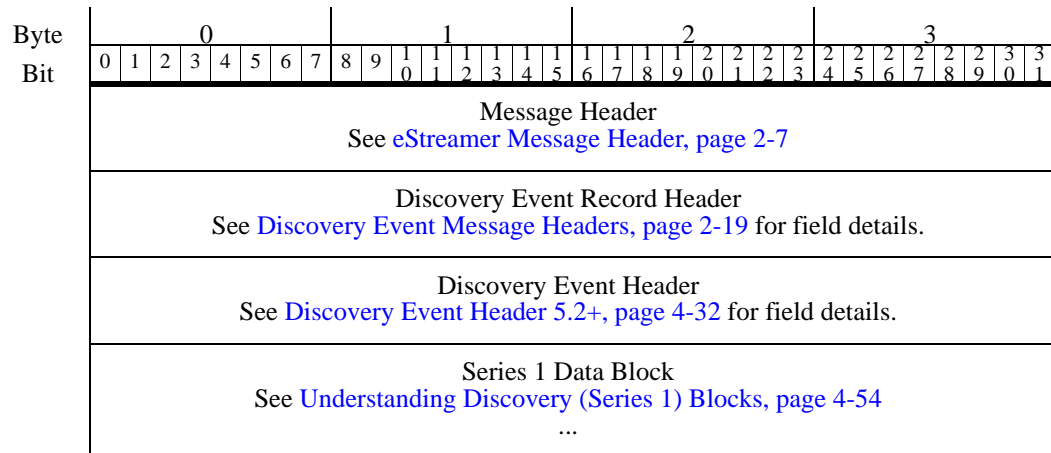 Byte 0 1 2 3
Bit 0 1 2 3 4 5 6 7 8 9 10 11 12 13 14 15 16 17 18 19 20 21 22 23 24 25 26 27 28 29 30 31
Message Header
See eStreamer Message Header, page 2-7
Discovery Event Record Header
See Discovery Event Message Headers, page 2-19 for field details.
Discovery Event Header
See Discovery Event Header 5.2+, page 4-32 for field details.
Series 1 Data Block
See Understanding Discovery (Series 1) Blocks, page 4-54
...